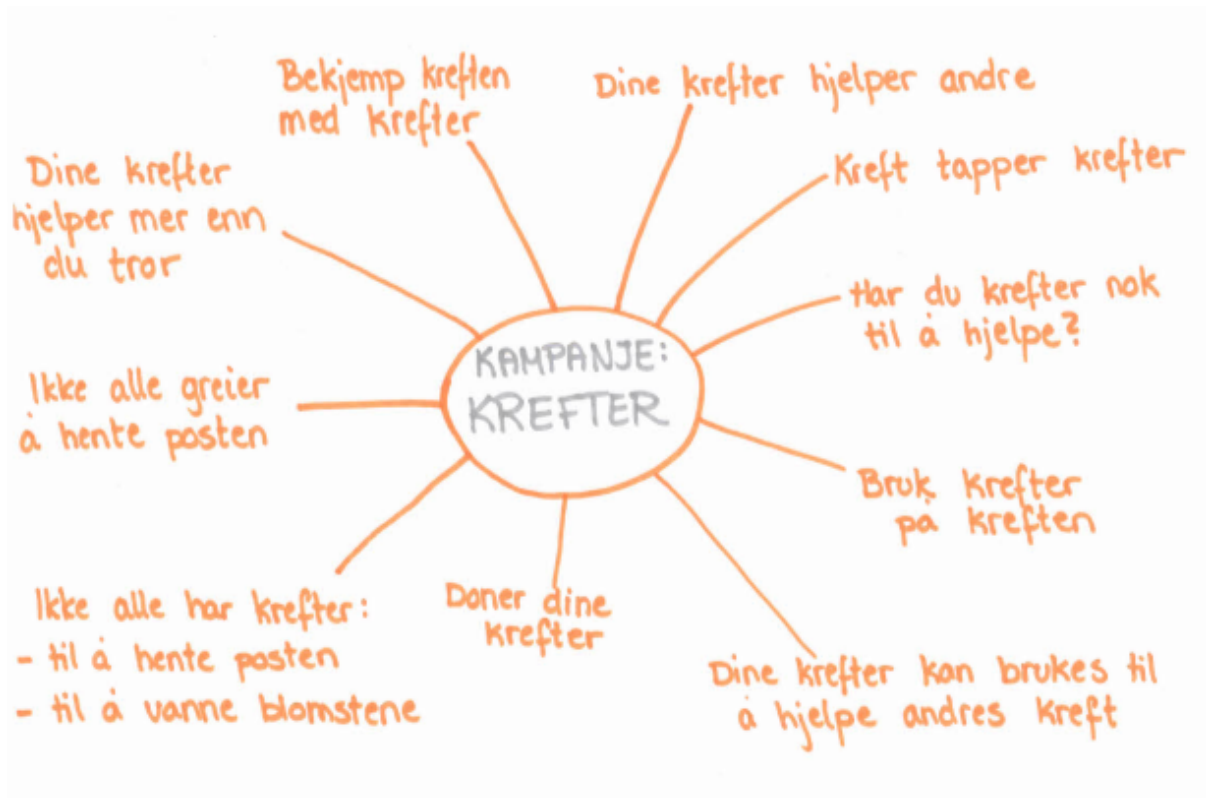 Bekjemp kreften
med krefter
Dine krefter hjelper andre
Kreft tapper krefter
Har du krefter nok
til å hjelpe?
Bruk krefter
på kreften
Dine krefter kan brukes til
å hjelpe andres kreft
Doner dine
krefter
Ikke alle har krefter:
- til å hente posten
- til å vanne blomstene
Ikke alle greier
å hente posten
Dine krefter
hjelper mer enn
du tror
KAMPANJE:
KREFTER